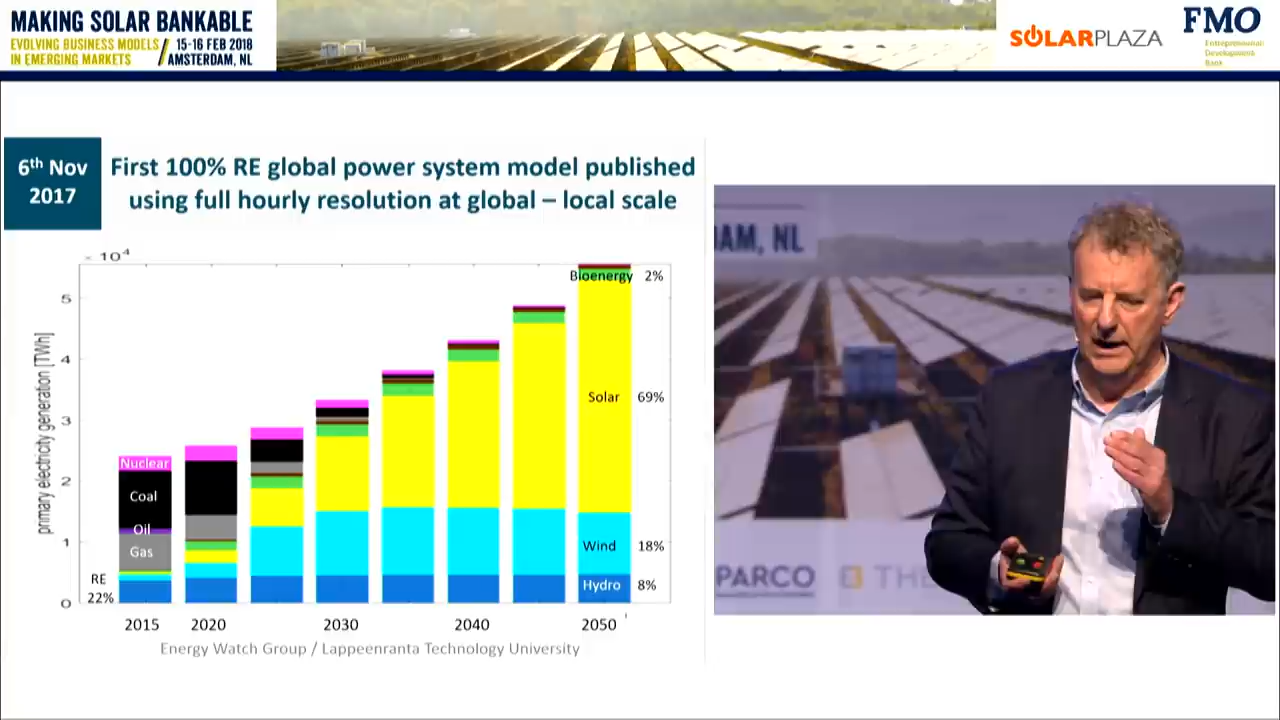 MAKING SOLAR BANKABLE
EVOLVING BUSINESS MODELS
IN EMERGING MARKETS
15-16 FEB 2018
AMSTERDAM, NL
SOLARPLAZA
FMO
Entrepreneurial
Development
Bank
6th Nov
2017
First 100% RE global power system model published
using full hourly resolution at global – local scale
10⁴
primary electricity generation [TWh]
5
4
3
2
1
0
Nuclear
Coal
Oil
Gas
RE
22%
Bioenergy 2%
Solar 69%
Wind 18%
Hydro 8%
2015 2020 2030 2040 2050
Energy Watch Group / Lappeenranta Technology University
DAM, NL
PARCO
THE